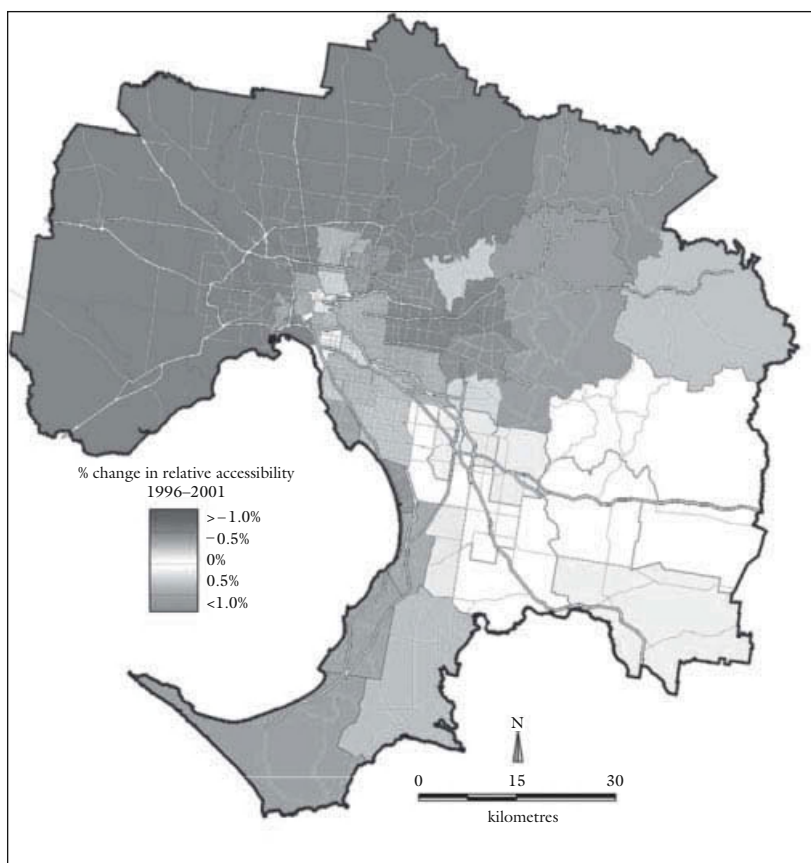 % change in relative accessibility
1996–2001
>−1.0%
−0.5%
0%
0.5%
<1.0%
N
0 15 30
kilometres